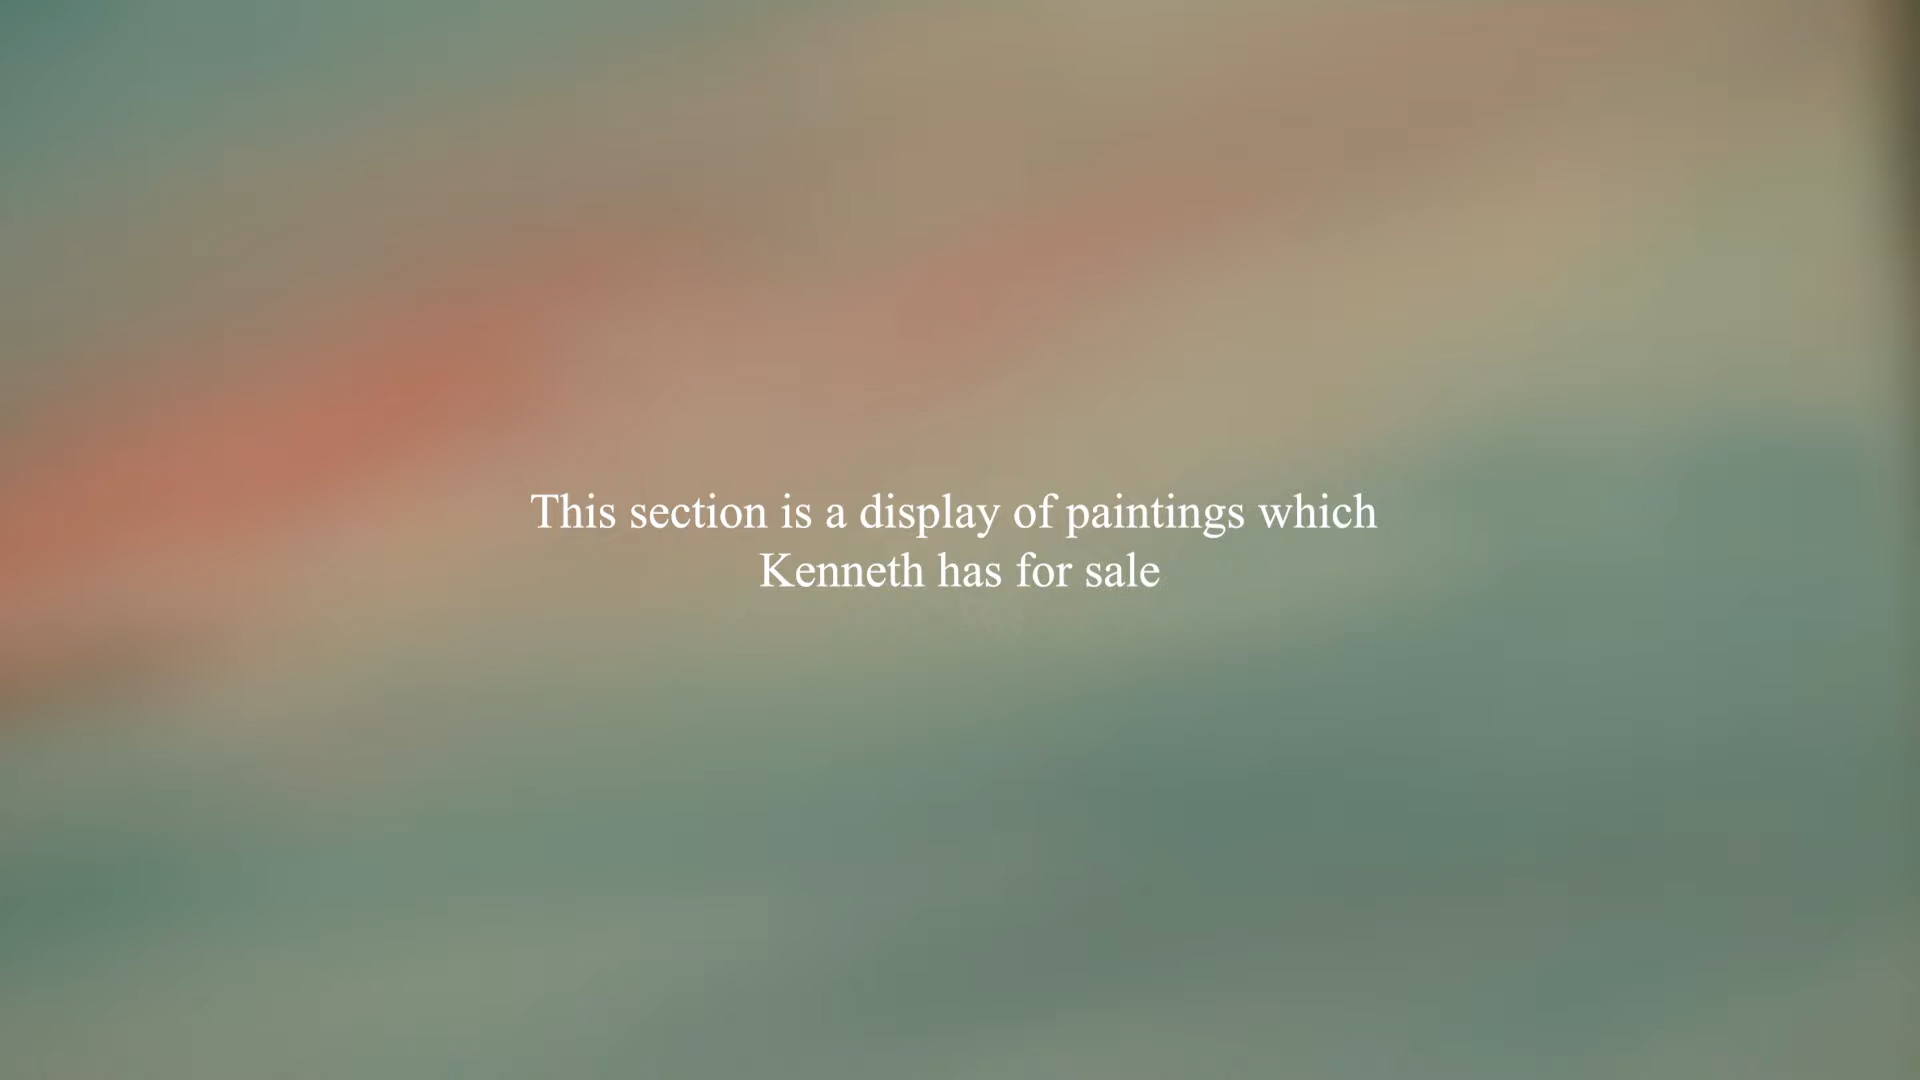 This section is a display of paintings which
Kenneth has for sale